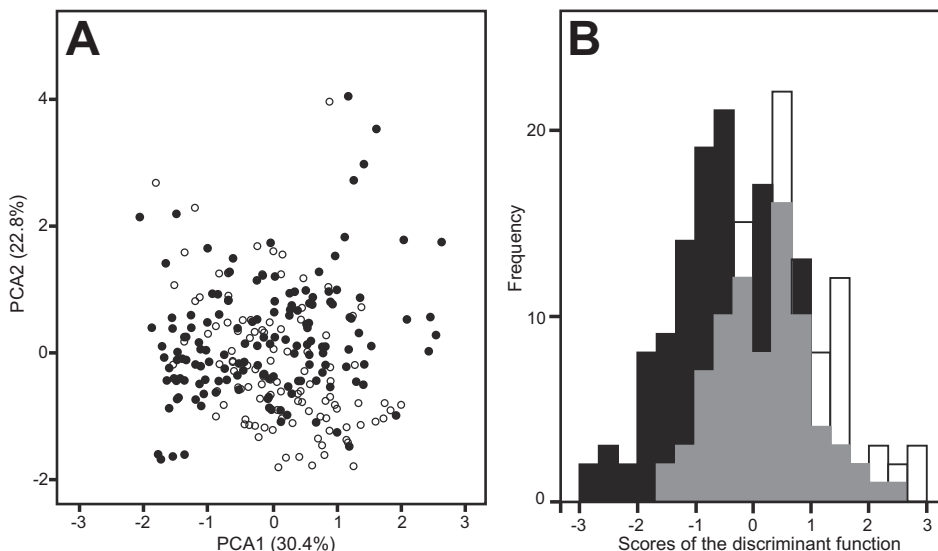 A
4
2
0
-2
PCA2 (22.8%)
-3 -2 -1 0 1 2 3
PCA1 (30.4%)
B
20
10
0
Frequency
-3 -2 -1 0 1 2 3
Scores of the discriminant function